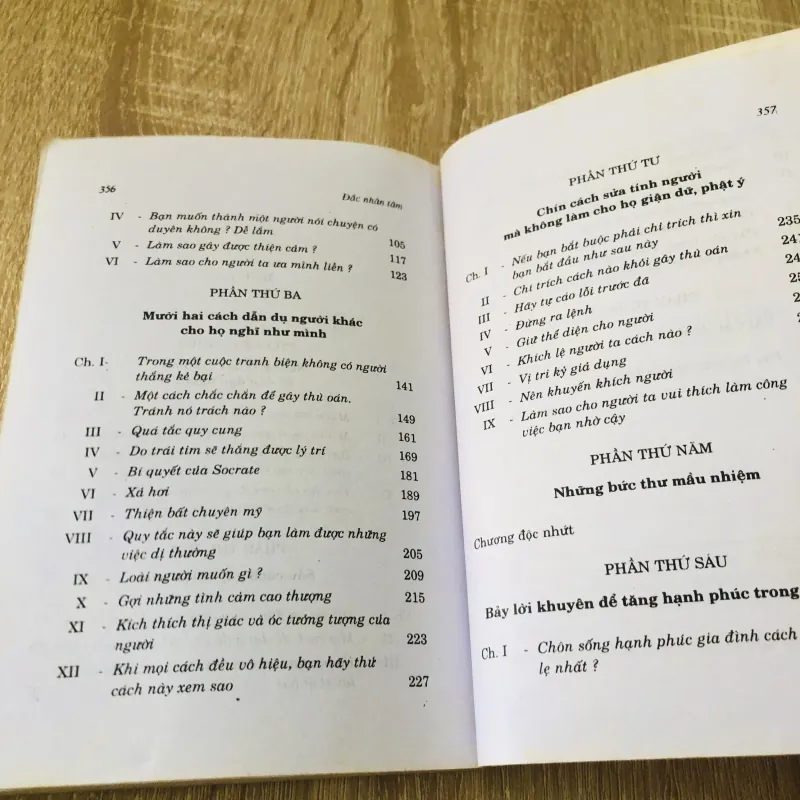 356
Đắc nhân tâm
IV - Bạn muốn thành một người nói chuyện có
duyên không ? Dễ lắm 105
V - Làm sao gây được thiện cảm ? 117
VI - Làm sao cho người ta ưa mình liền ? 123
PHẦN THỨ BA
Mười hai cách dẫn dụ người khác
cho họ nghĩ như mình
Ch. I- Trong một cuộc tranh biện không có người
thắng kẻ bại 141
II - Một cách chắc chắn để gây thù oán.
Tránh nó trách nào ? 149
III - Quá tắc quy cung 161
IV - Do trái tim sẽ thắng được lý trí 169
V - Bí quyết của Socrate 181
VI - Xả hơi 189
VII - Thiện bất chuyên mỹ 197
VIII - Quy tắc này sẽ giúp bạn làm được những
việc dị thường 205
IX - Loài người muốn gì ? 209
X - Gợi những tình cảm cao thượng 215
XI - Kích thích thị giác và óc tưởng tượng của
người 223
XII - Khi mọi cách đều vô hiệu, bạn hãy thử
cách này xem sao 227
357
PHẦN THỨ TƯ
Chín cách sửa tính người
mà không làm cho họ giận dữ, phật ý
Ch. I - Nếu bạn bắt buộc phải chỉ trích thì xin
bạn bắt đầu như sau này 235
II - Chỉ trích cách nào khỏi gây thù oán 241
III - Hãy tự cáo lỗi trước đã 24
IV - Đừng ra lệnh 25
V - Giữ thể diện cho người 2
VI - Khích lệ người ta cách nào ?
VII - Vị tri kỷ giả dụng
VIII - Nên khuyến khích người
IX - Làm sao cho người ta vui thích làm công
việc bạn nhờ cậy
PHẦN THỨ NĂM
Những bức thư mầu nhiệm
Chương độc nhứt
PHẦN THỨ SÁU
Bảy lời khuyên để tăng hạnh phúc trong
Ch. I - Chôn sống hạnh phúc gia đình cách
lẹ nhất ?